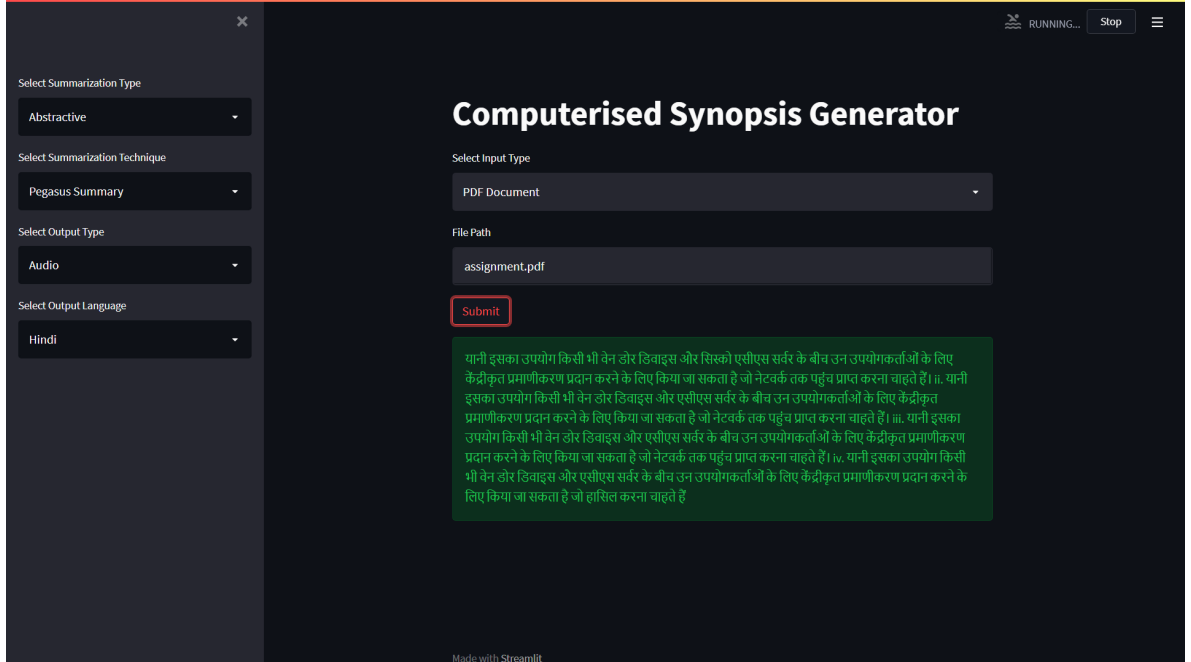 ×
RUNNING...
Stop
Select Summarization Type
Abstractive
Select Summarization Technique
Pegasus Summary
Select Output Type
Audio
Select Output Language
Hindi
Computerised Synopsis Generator
Select Input Type
PDF Document
File Path
assignment.pdf
Submit
यानी इसका उपयोग किसी भी वेन डोर डिवाइस और सिस्को एसीएस सर्वर के बीच उन उपयोगकर्ताओं के लिए
केंद्रीकृत प्रमाणीकरण प्रदान करने के लिए किया जा सकता है जो नेटवर्क तक पहुंच प्राप्त करना चाहते हैं। ii. यानी
इसका उपयोग किसी भी वेन डोर डिवाइस और एसीएस सर्वर के बीच उन उपयोगकर्ताओं के लिए केंद्रीकृत
प्रमाणीकरण प्रदान करने के लिए किया जा सकता है जो नेटवर्क तक पहुंच प्राप्त करना चाहते हैं। iii. यानी इसका
उपयोग किसी भी वेन डोर डिवाइस और एसीएस सर्वर के बीच उन उपयोगकर्ताओं के लिए केंद्रीकृत प्रमाणीकरण
प्रदान करने के लिए किया जा सकता है जो नेटवर्क तक पहुंच प्राप्त करना चाहते हैं। iv. यानी इसका उपयोग किसी
भी वेन डोर डिवाइस और एसीएस सर्वर के बीच उन उपयोगकर्ताओं के लिए केंद्रीकृत प्रमाणीकरण प्रदान करने के
लिए किया जा सकता है जो हासिल करना चाहते हैं
Made with Streamlit